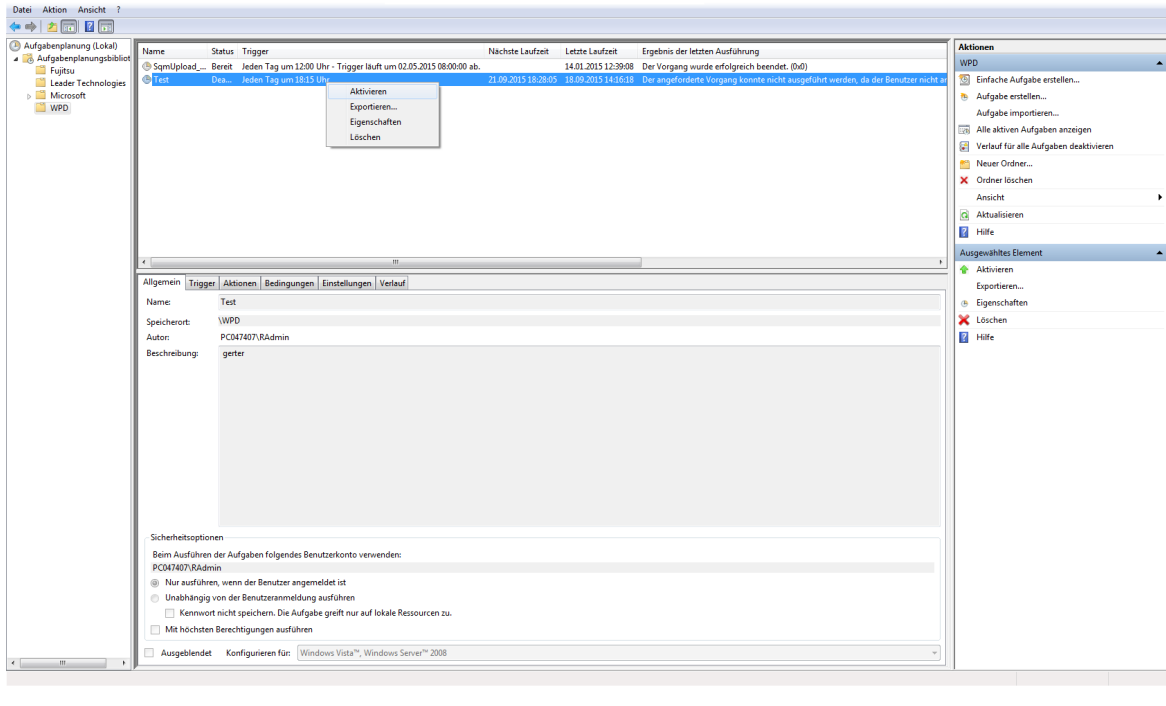 Datei Aktion Ansicht ?
Aufgabenplanung (Lokal)
Aufgabenplanungsbibliot
Fujitsu
Leader Technologies
Microsoft
WPD
Name Status Trigger Nächste Laufzeit Letzte Laufzeit Ergebnis der letzten Ausführung
SqmUpload_... Bereit Jeden Tag um 12:00 Uhr - Trigger läuft um 02.05.2015 08:00:00 ab. 14.01.2015 12:39:08 Der Vorgang wurde erfolgreich beendet. (0x0)
Test Dea... Jeden Tag um 18:15 Uhr 21.09.2015 18:28:05 18.09.2015 14:16:18 Der angeforderte Vorgang konnte nicht ausgeführt werden, da der Benutzer nicht an
Aktivieren
Exportieren...
Eigenschaften
Löschen
Allgemein Trigger Aktionen Bedingungen Einstellungen Verlauf
Name: Test
Speicherort: \WPD
Autor: PC047407\RAdmin
Beschreibung: gerter
Sicherheitsoptionen
Beim Ausführen der Aufgaben folgendes Benutzerkonto verwenden:
PC047407\RAdmin
Nur ausführen, wenn der Benutzer angemeldet ist
Unabhängig von der Benutzeranmeldung ausführen
Kennwort nicht speichern. Die Aufgabe greift nur auf lokale Ressourcen zu.
Mit höchsten Berechtigungen ausführen
Ausgeblendet Konfigurieren für: Windows Vista™, Windows Server™ 2008
Aktionen
WPD
Einfache Aufgabe erstellen...
Aufgabe erstellen...
Aufgabe importieren...
Alle aktiven Aufgaben anzeigen
Verlauf für alle Aufgaben deaktivieren
Neuer Ordner...
Ordner löschen
Ansicht
Aktualisieren
Hilfe
Ausgewähltes Element
Aktivieren
Exportieren...
Eigenschaften
Löschen
Hilfe